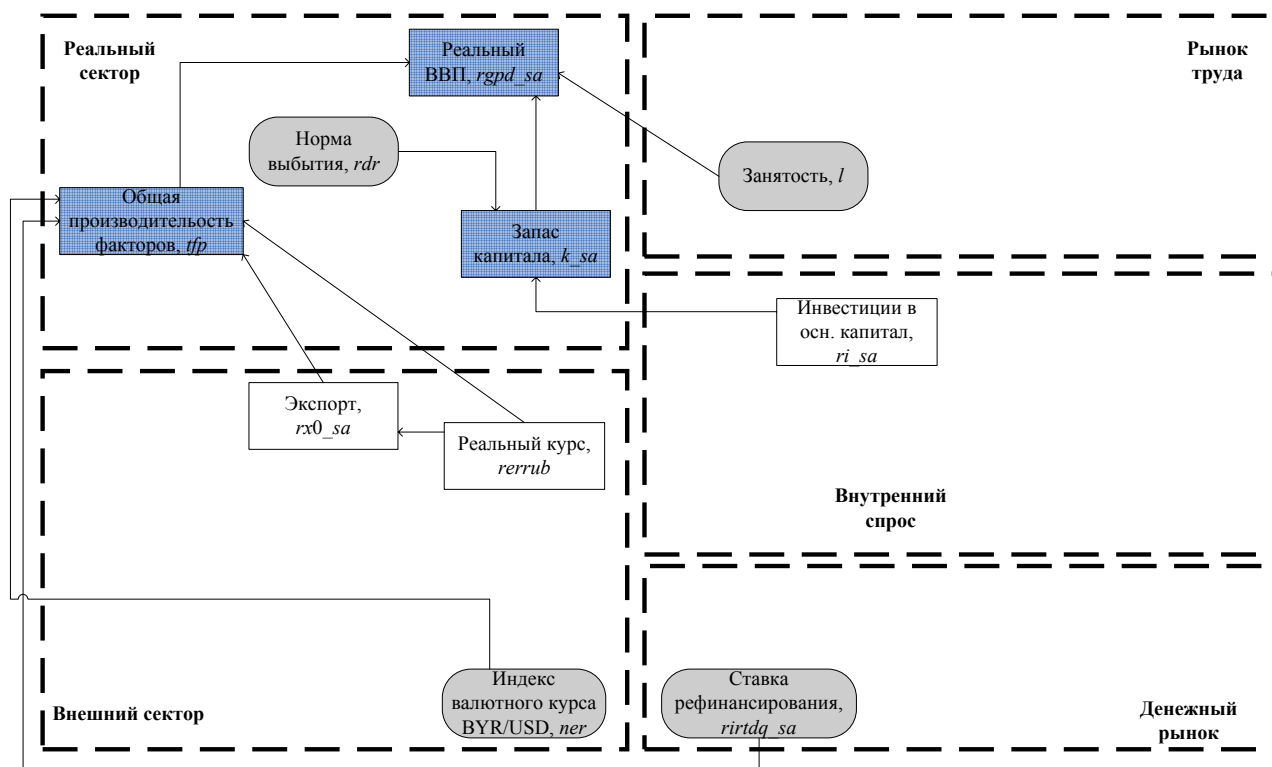 Реальный
сектор
Реальный
ВВП, rgpd_sa
Рынок
труда
Норма
выбытия, rdr
Занятость, l
Общая
производительость
факторов, tfp
Запас
капитала, k_sa
Инвестиции в
осн. капитал,
ri_sa
Экспорт,
rx0_sa
Реальный курс,
rerrub
Внутренний
спрос
Индекс
валютного курса
BYR/USD, ner
Внешний сектор
Ставка
рефинансирования,
rirtdq_sa
Денежный
рынок